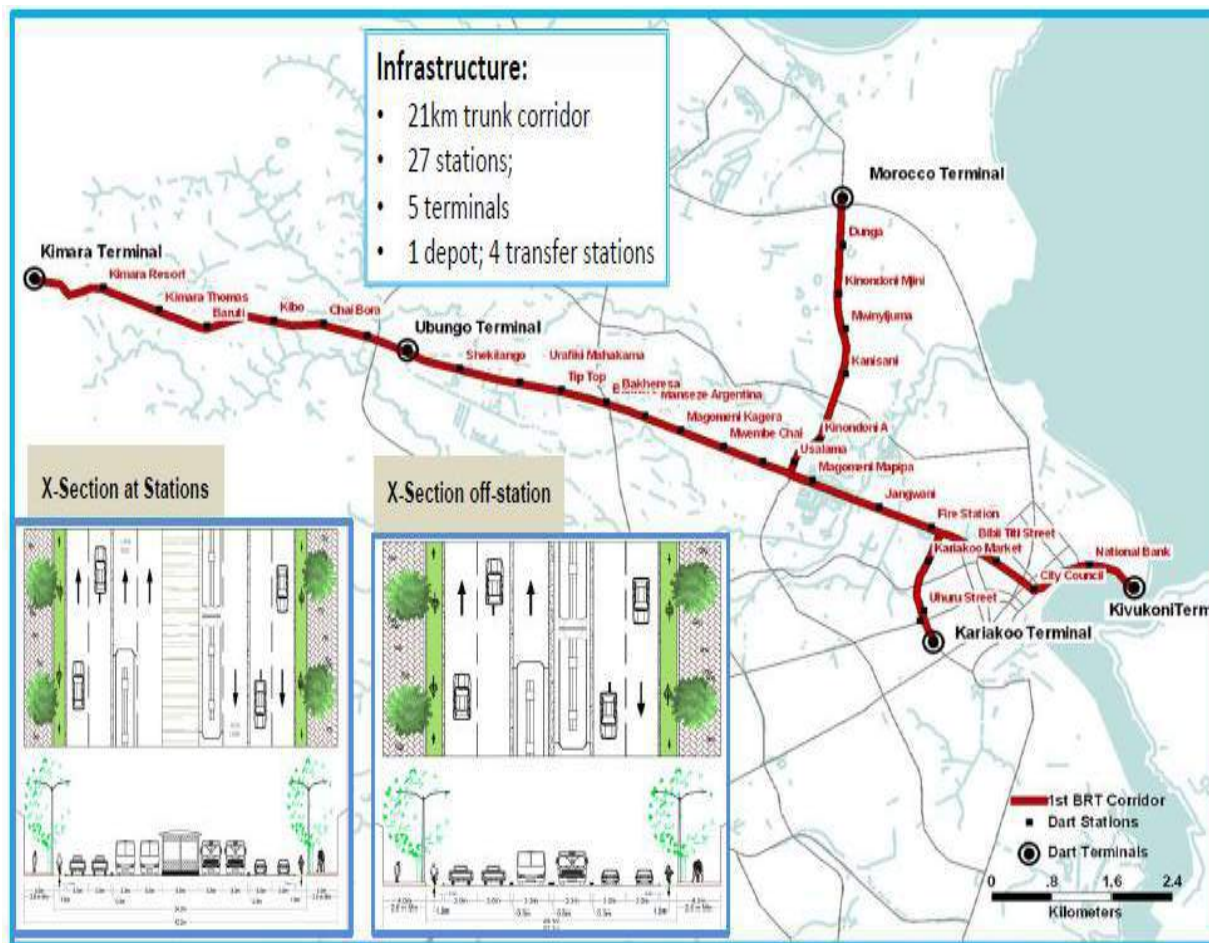 Infrastructure:
• 21km trunk corridor
• 27 stations;
• 5 terminals
• 1 depot; 4 transfer stations
Morocco Terminal
Dunga
Kinondoni Mjini
Mwinyijuma
Kanisani
Kinondoni A
Usalama
Kimara Terminal
Kimara Resort
Kimara Thomas
Baruti
Kibo
Chai Bora
Ubungo Terminal
Shekilango
Urafiki Mahakama
Tip Top
Bakheresa
Manseze Argentina
Magomeni Kagera
Mwembe Chai
Magomeni Mapipa
Jangwani
Fire Station
Bibli Titi Street
Kariakoo Market
National Bank
City Council
Uhuru Street
KivukoniTerm
Kariakoo Terminal
X-Section at Stations
X-Section off-station
1st BRT Corridor
Dart Stations
Dart Terminals
0 .8 1.6 2.4
Kilometers